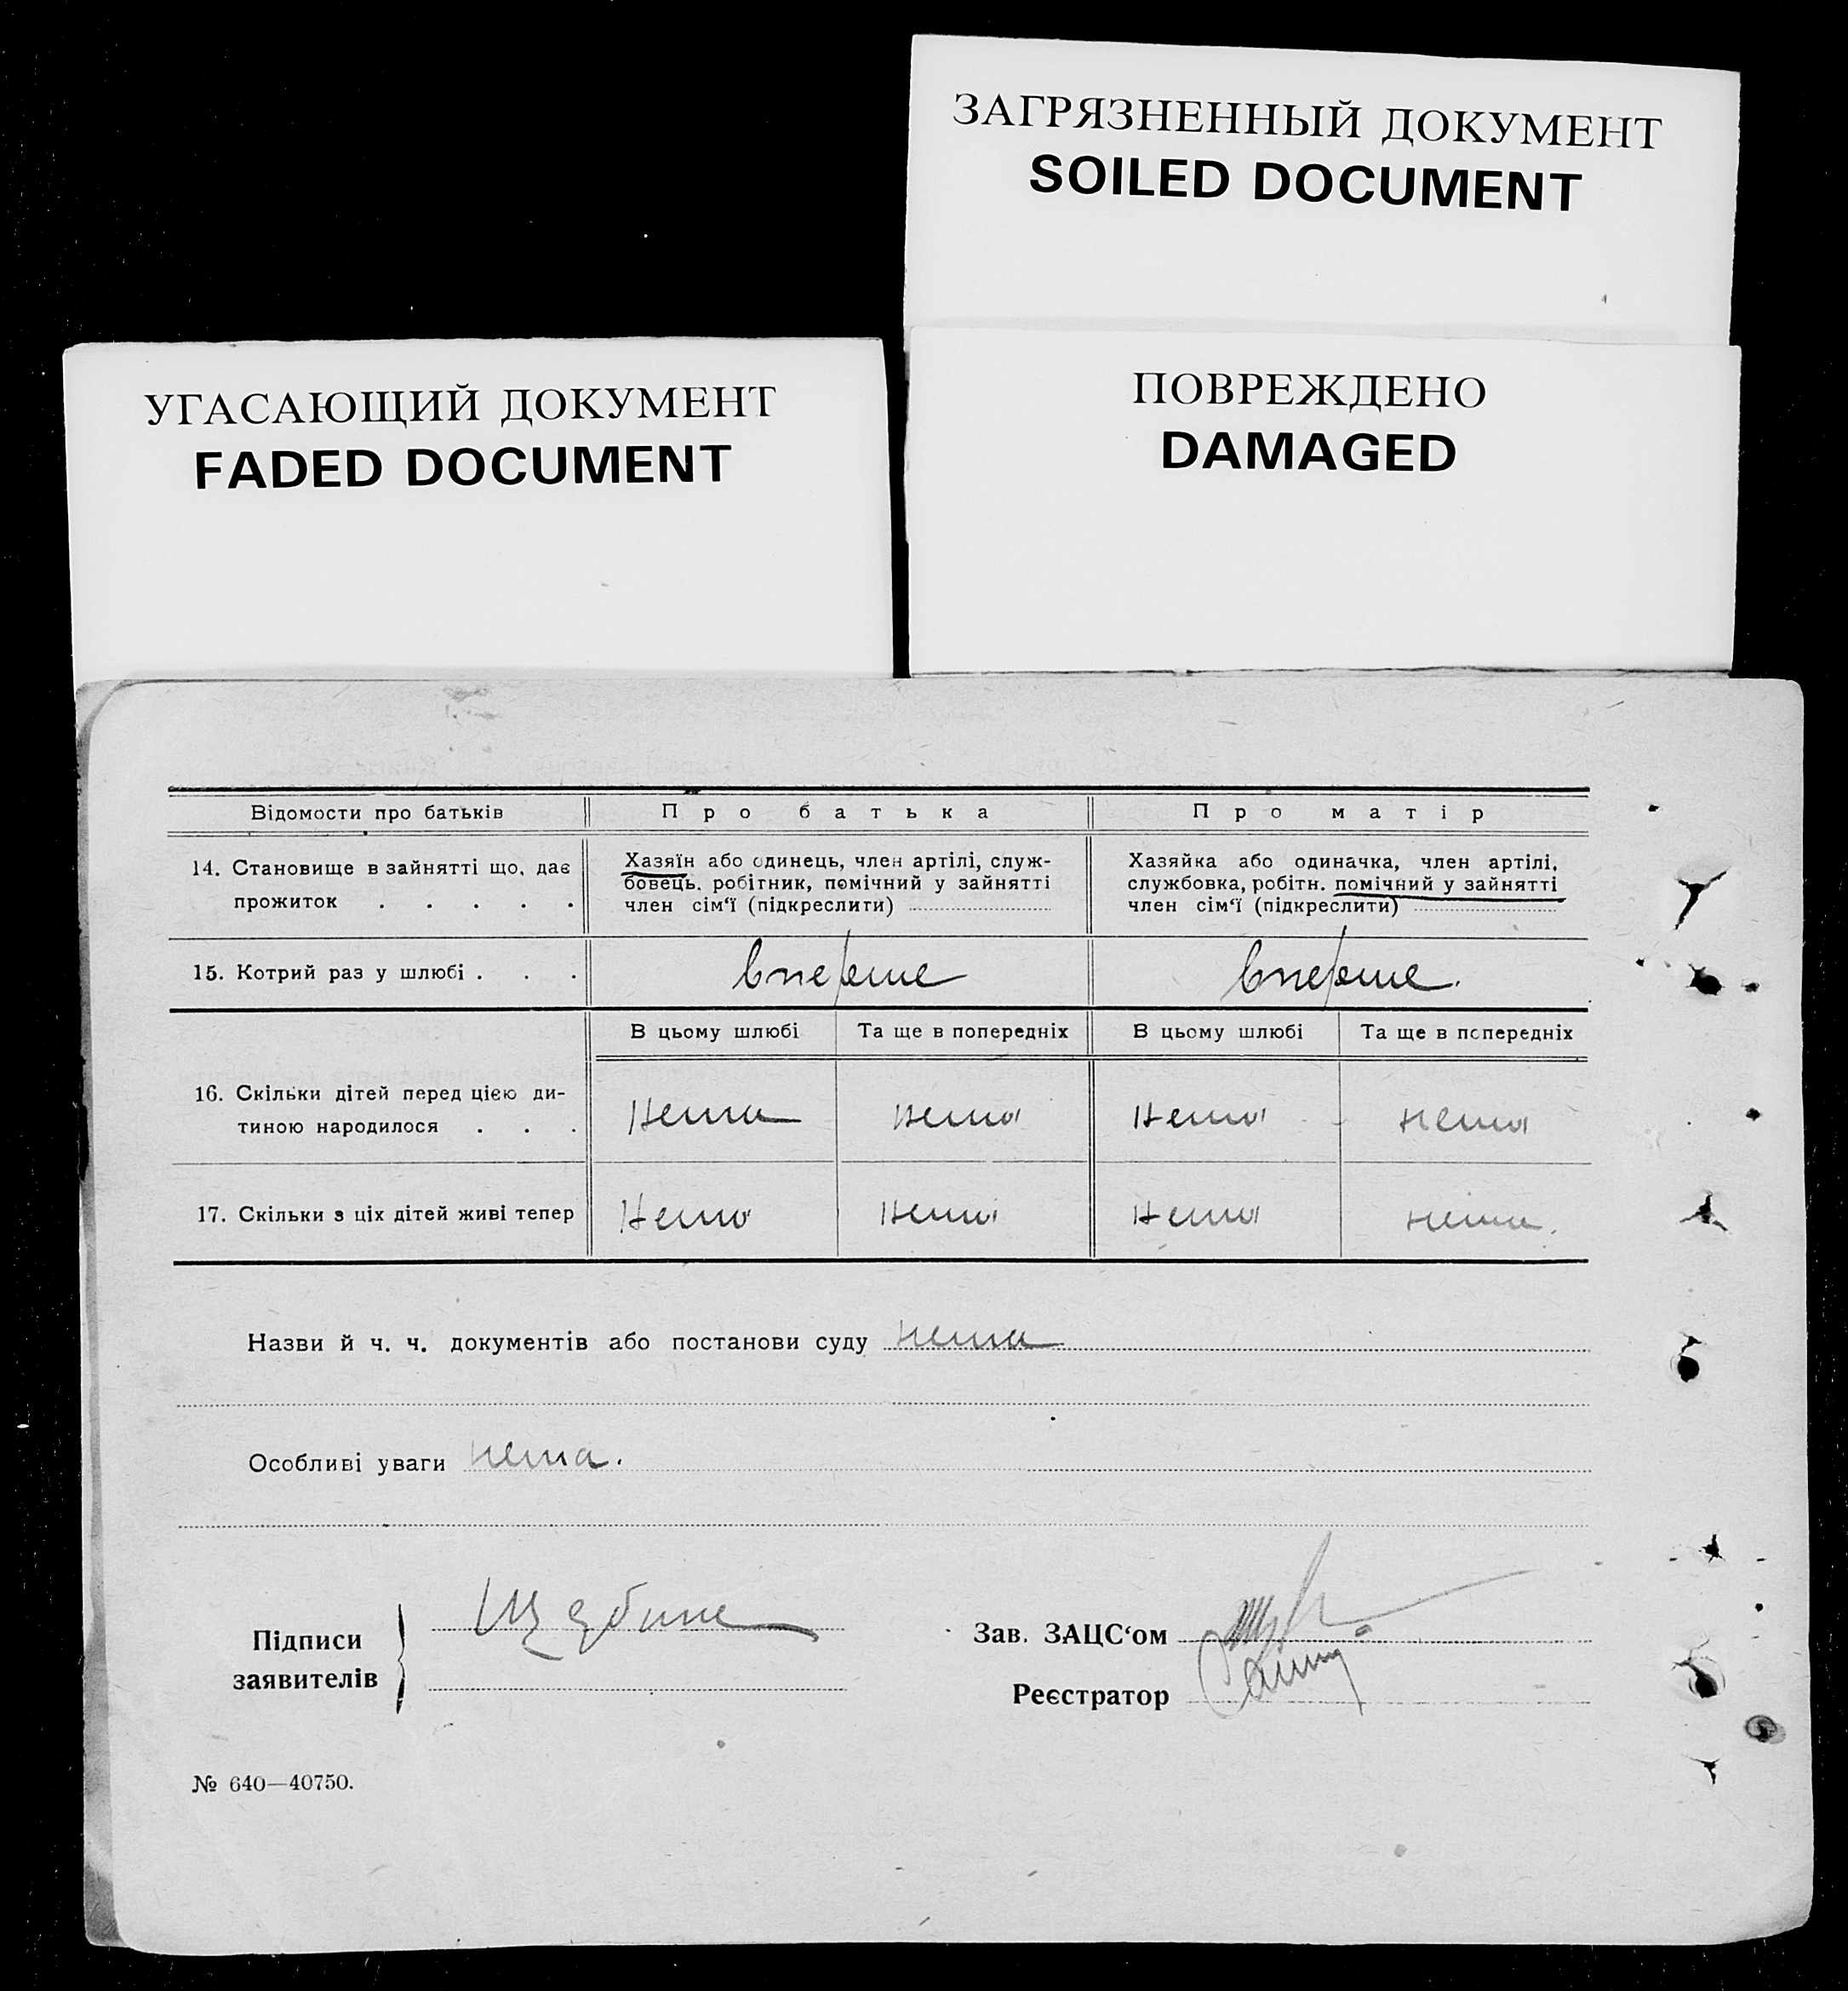 ЗАГРЯЗНЕННЫЙ ДОКУМЕНТ
SOILED DOCUMENT
УГАСАЮЩИЙ ДОКУМЕНТ
FADED DOCUMENT
ПОВРЕЖДЕНО
DAMAGED
Відомости про батьків Про батька Про матір
14. Становище в зайнятті що, дає
прожиток . . . . .
Хазяїн або одинець, член артілі, служ-
бовець, робітник, помічний у зайнятті
член сім‘ї (підкреслити)
Хазяйка або одиначка, член артілі,
службовка, робітн. помічний у зайнятті
член сім‘ї (підкреслити)
15. Котрий раз у шлюбі . . . Вперше Вперше.
В цьому шлюбі Та ще в попередніх В цьому шлюбі Та ще в попередніх
16. Скільки дітей перед цією ди-
тиною народилося . . . Нема нема Нема нема
17. Скільки з ціх дітей живі тепер Нема нема нема нема.
Назви й ч. ч. документів або постанови суду нема
Особливі уваги нема.
Підписи
заявителів
Зав. ЗАЦС‘ом
Реєстратор
№ 640—40750.